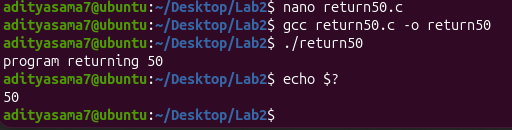 adityasama7@ubuntu:~/Desktop/Lab2$ nano return50.c
adityasama7@ubuntu:~/Desktop/Lab2$ gcc return50.c -o return50
adityasama7@ubuntu:~/Desktop/Lab2$ ./return50
program returning 50
adityasama7@ubuntu:~/Desktop/Lab2$ echo $?
50
adityasama7@ubuntu:~/Desktop/Lab2$